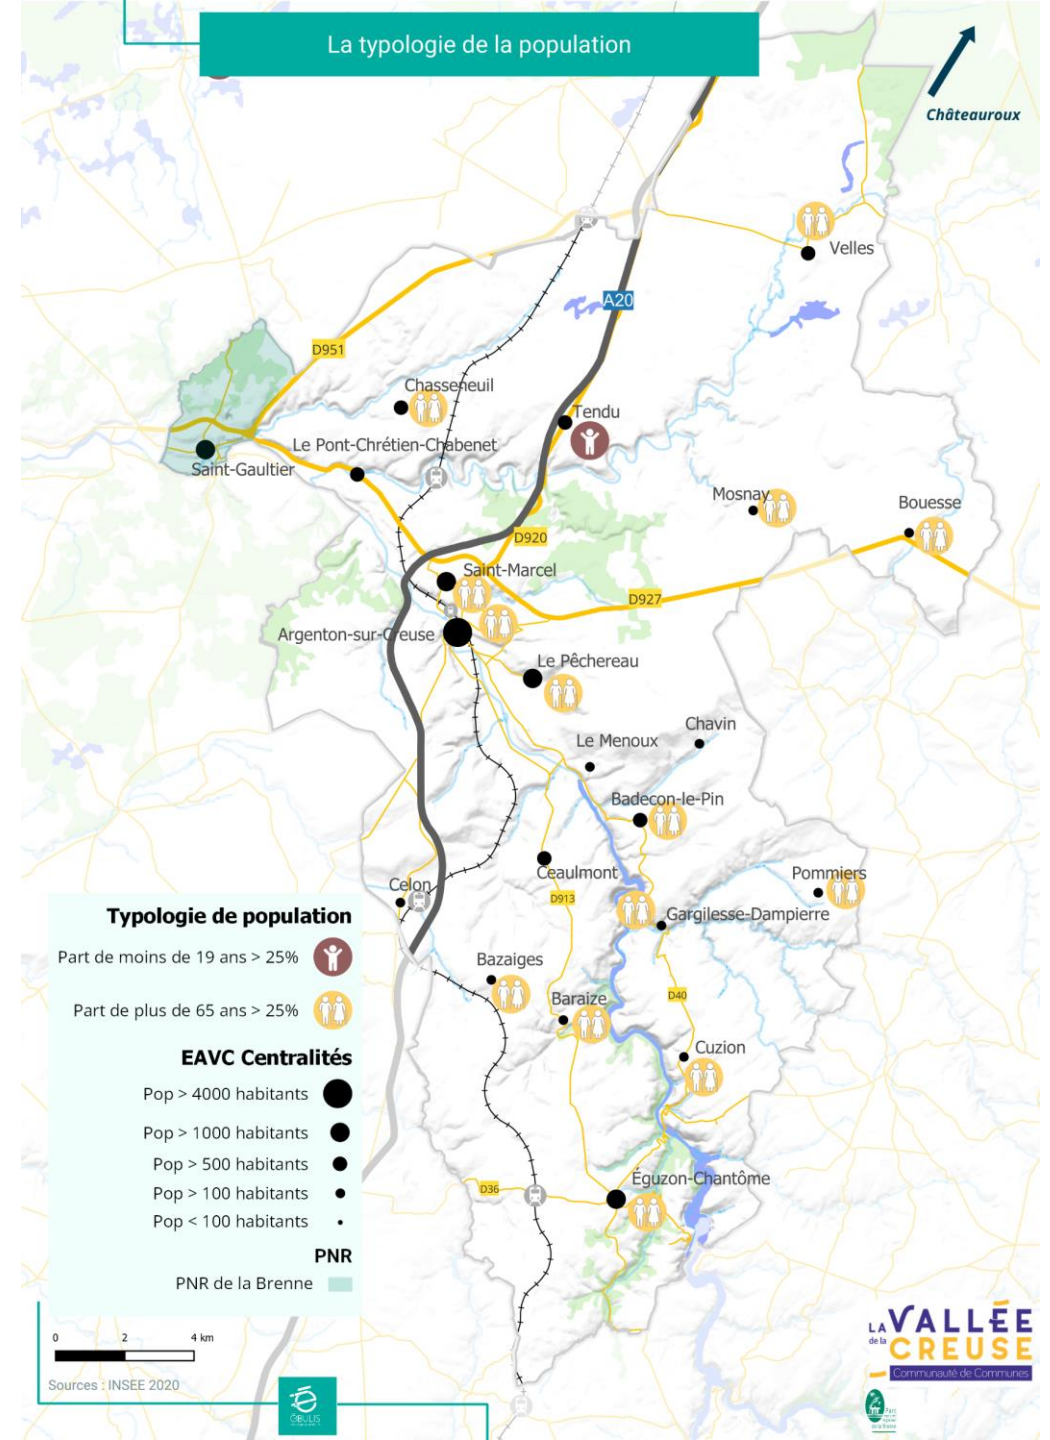 La typologie de la population
Châteauroux
Velles
A20
D951
Chasseneuil
Tendu
Le Pont-Chrétien-Chabenet
Saint-Gaultier
Mosnay
Bouesse
D920
Saint-Marcel
D927
Argenton-sur-Creuse
Le Pêchereau
Chavin
Le Menoux
Badecon-le-Pin
Ceaulmont
Pommiers
Celon
D913
Gargilesse-Dampierre
Typologie de population
Part de moins de 19 ans > 25%
Part de plus de 65 ans > 25%
Bazaiges
Baraize
D40
Cuzion
EAVC Centralités
Pop > 4000 habitants
Pop > 1000 habitants
Pop > 500 habitants
Pop > 100 habitants
Pop < 100 habitants
D36
Éguzon-Chantôme
PNR
PNR de la Brenne
0 2 4 km
Sources : INSEE 2020
LA VALLÉE
de la CREUSE
Communauté de Communes